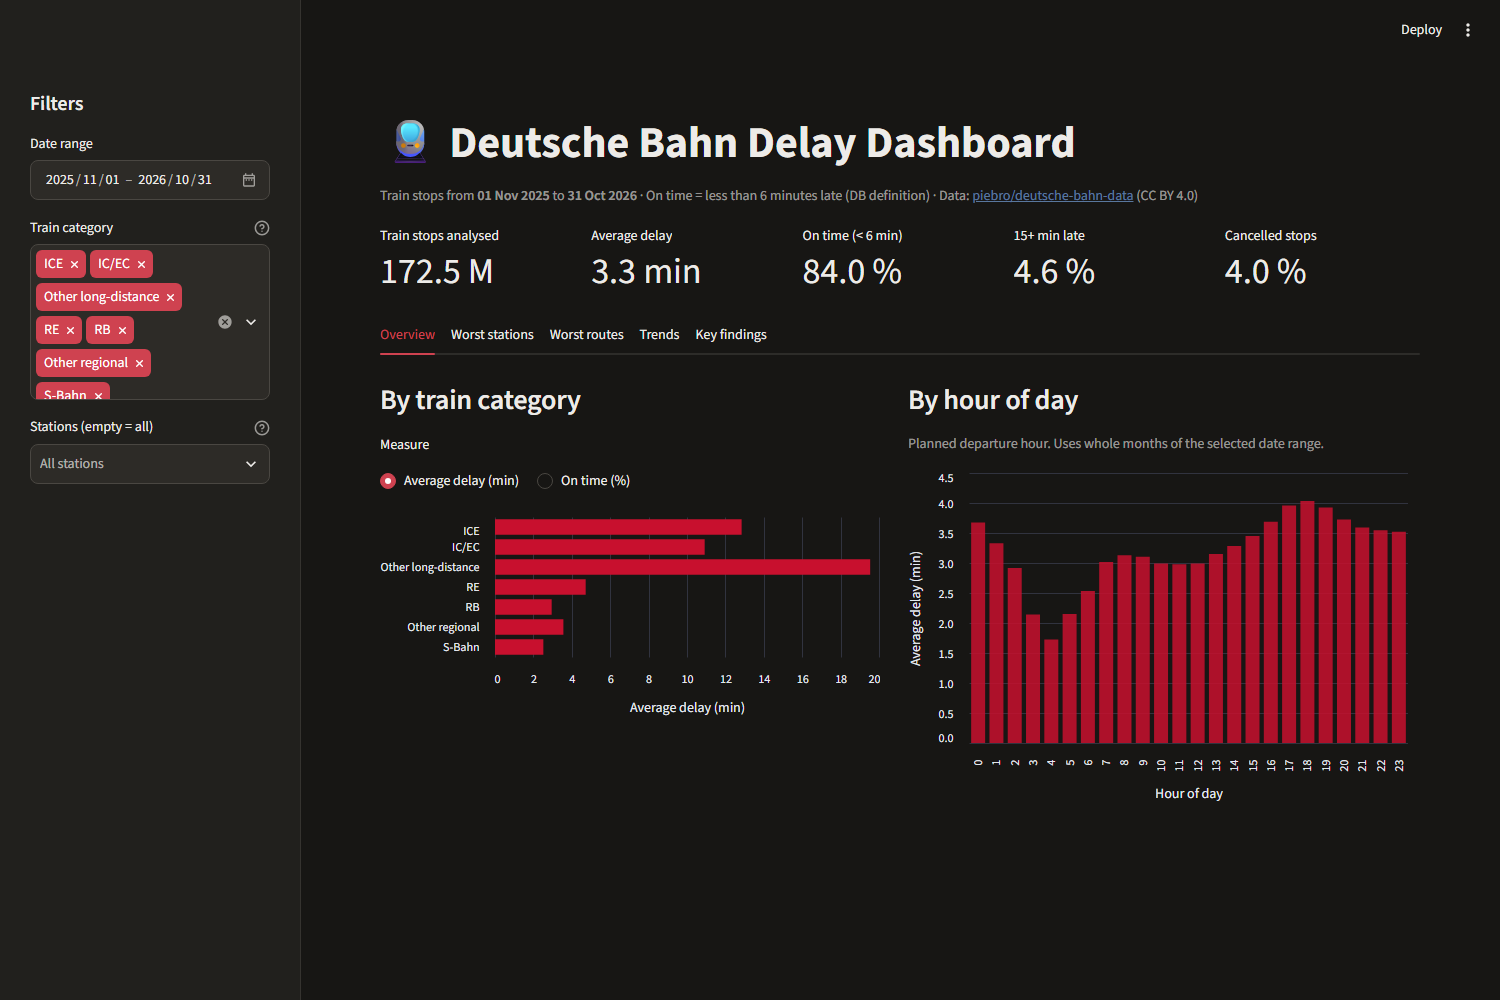 Deploy
Filters
Date range
2025/11/01 – 2026/10/31
Train category
ICE
IC/EC
Other long-distance
RE
RB
Other regional
S-Bahn
Stations (empty = all)
All stations
Deutsche Bahn Delay Dashboard
Train stops from 01 Nov 2025 to 31 Oct 2026 · On time = less than 6 minutes late (DB definition) · Data: piebro/deutsche-bahn-data (CC BY 4.0)
Train stops analysed
172.5 M
Average delay
3.3 min
On time (< 6 min)
84.0 %
15+ min late
4.6 %
Cancelled stops
4.0 %
Overview
Worst stations
Worst routes
Trends
Key findings
By train category
Measure
Average delay (min)
On time (%)
ICE
IC/EC
Other long-distance
RE
RB
Other regional
S-Bahn
0 2 4 6 8 10 12 14 16 18 20
Average delay (min)
By hour of day
Planned departure hour. Uses whole months of the selected date range.
Average delay (min)
4.5
4.0
3.5
3.0
2.5
2.0
1.5
1.0
0.5
0.0
0 1 2 3 4 5 6 7 8 9 10 11 12 13 14 15 16 17 18 19 20 21 22 23
Hour of day